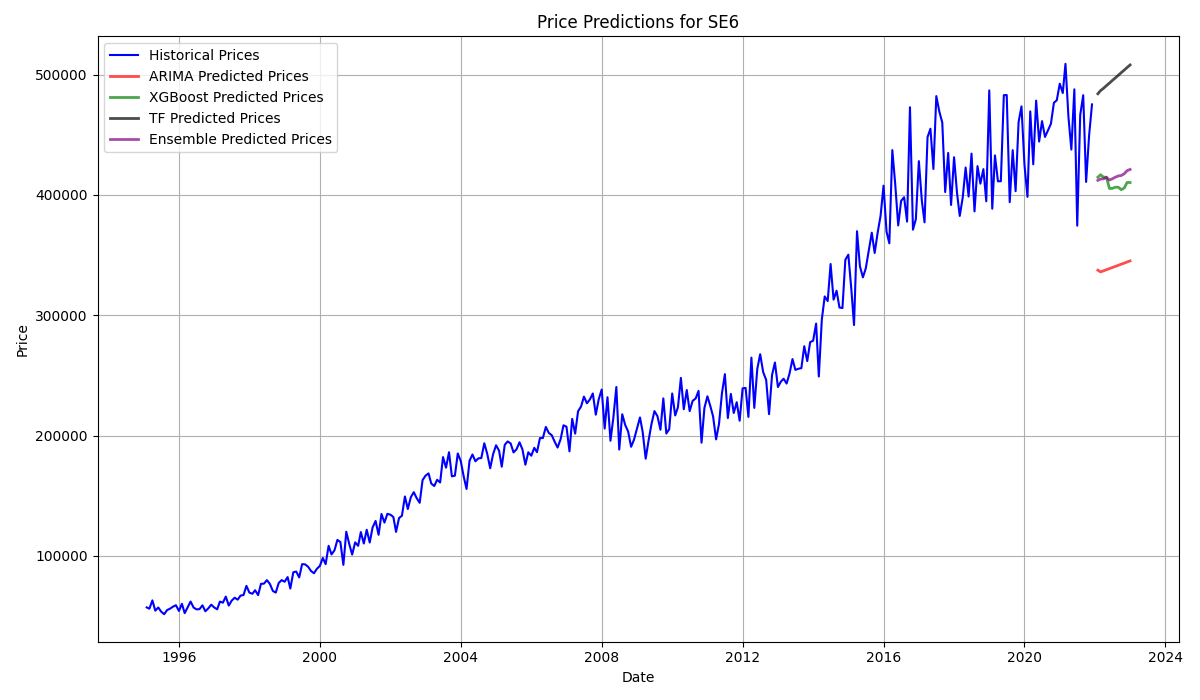 Price Predictions for SE6
Historical Prices
ARIMA Predicted Prices
XGBoost Predicted Prices
TF Predicted Prices
Ensemble Predicted Prices
500000
400000
300000
200000
100000
Price
1996 2000 2004 2008 2012 2016 2020 2024
Date